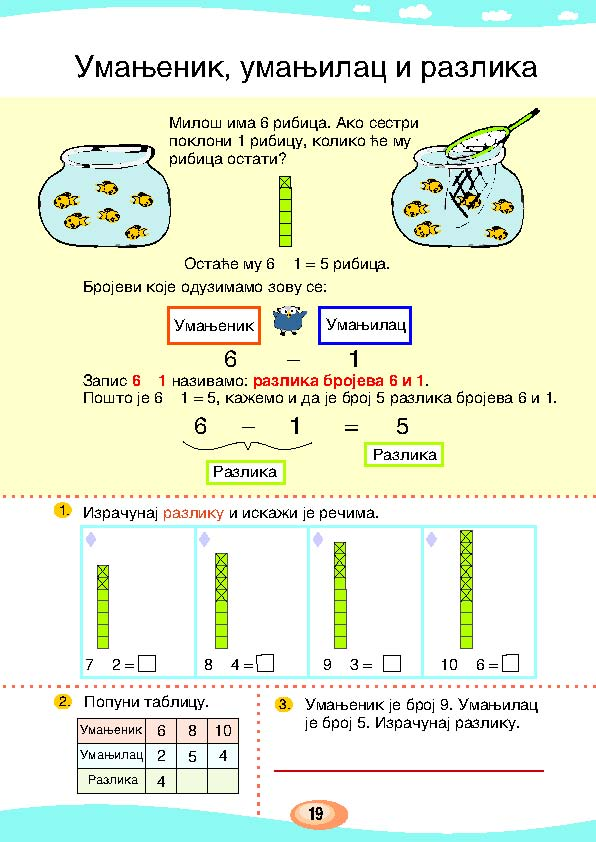 Умањеник, умањилац и разлика
Милош има 6 рибица. Ако сестри
поклони 1 рибицу, колико ће му
рибица остати?
Остаће му 6 1 = 5 рибица.
Бројеви које одузимамо зову се:
Умањеник Умањилац
6 – 1
Запис 6 1 називамо: разлика бројева 6 и 1.
Пошто је 6 1 = 5, кажемо и да је број 5 разлика бројева 6 и 1.
6 – 1 = 5
Разлика
Разлика
1. Израчунај разлику и искажи је речима.
7 2 = 8 4 = 9 3 = 10 6 =
2. Попуни таблицу.
Умањеник 6 8 10
Умањилац 2 5 4
Разлика 4
3. Умањеник је број 9. Умањилац
је број 5. Израчунај разлику.
19